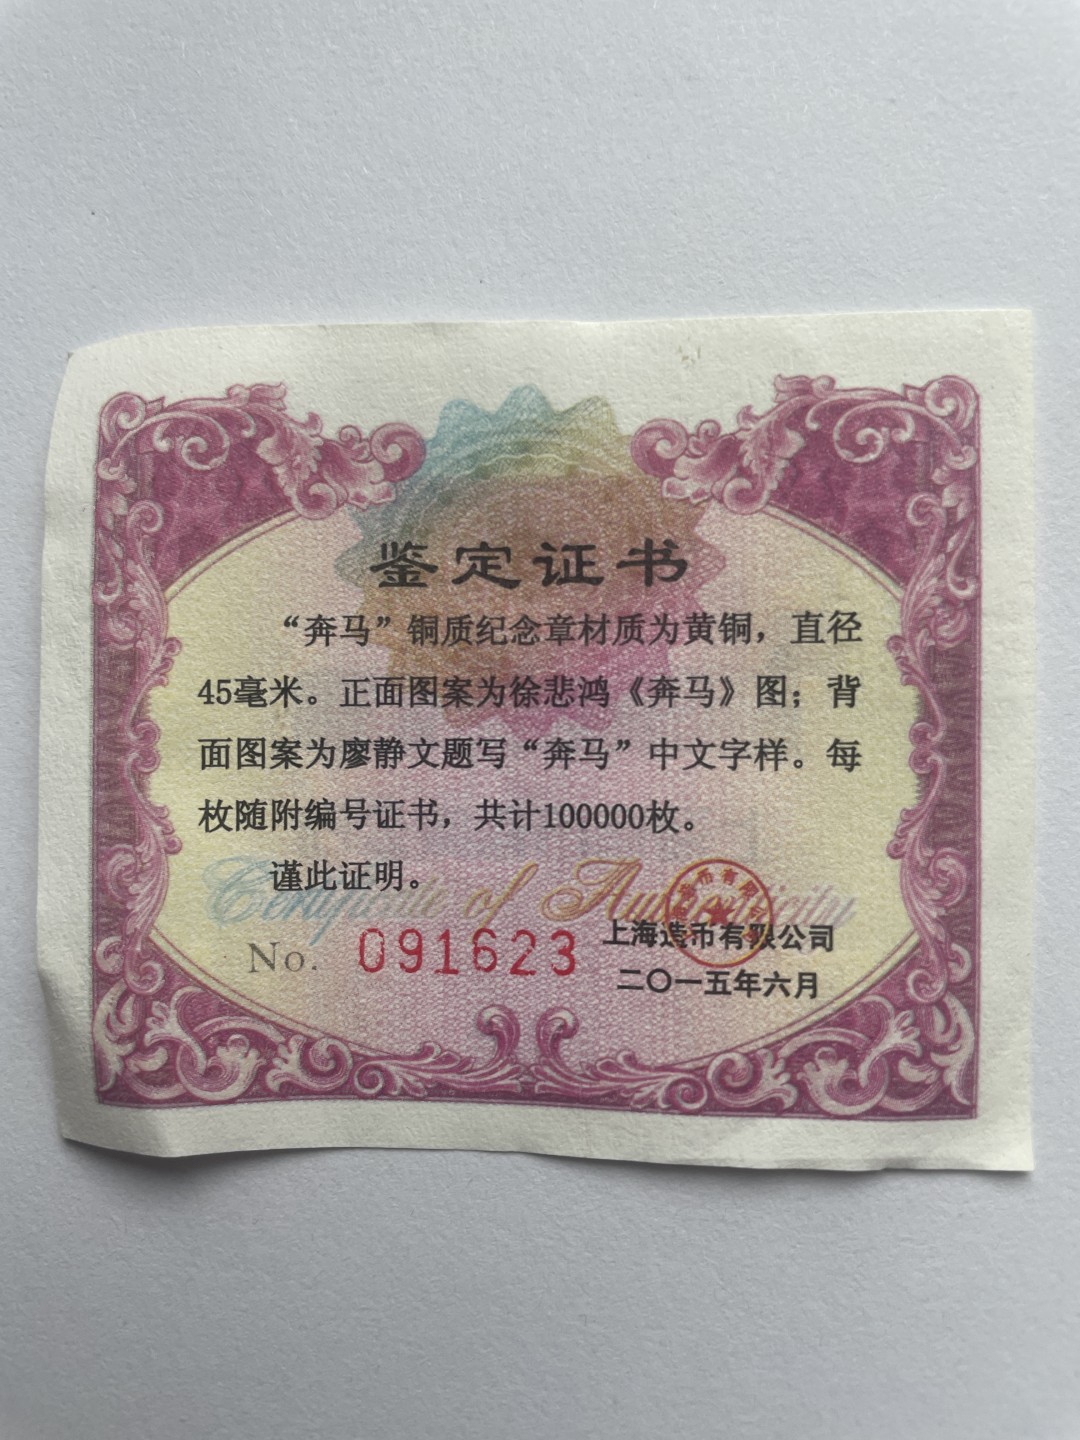 鉴定证书
“奔马”铜质纪念章材质为黄铜，直径
45毫米。正面图案为徐悲鸿《奔马》图；背
面图案为廖静文题写“奔马”中文字样。每
枚随附编号证书，共计100000枚。
谨此证明。
Certificate of Authenticity
No. 091623
上海造币有限公司
二〇一五年六月